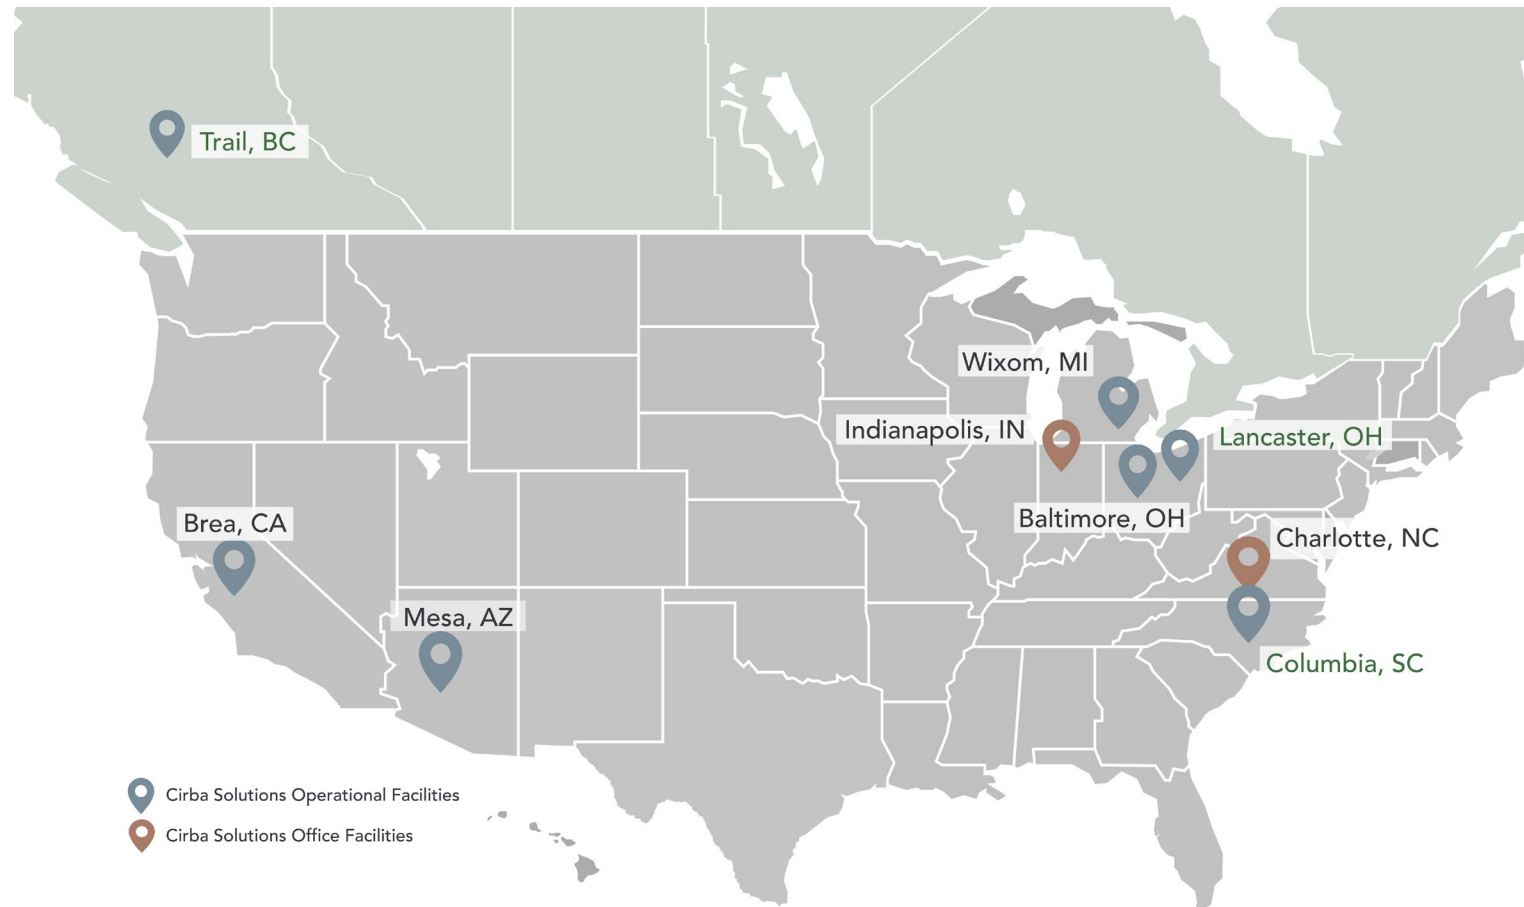 Trail, BC
Wixom, MI
Indianapolis, IN
Lancaster, OH
Baltimore, OH
Brea, CA
Charlotte, NC
Mesa, AZ
Columbia, SC
Cirba Solutions Operational Facilities
Cirba Solutions Office Facilities